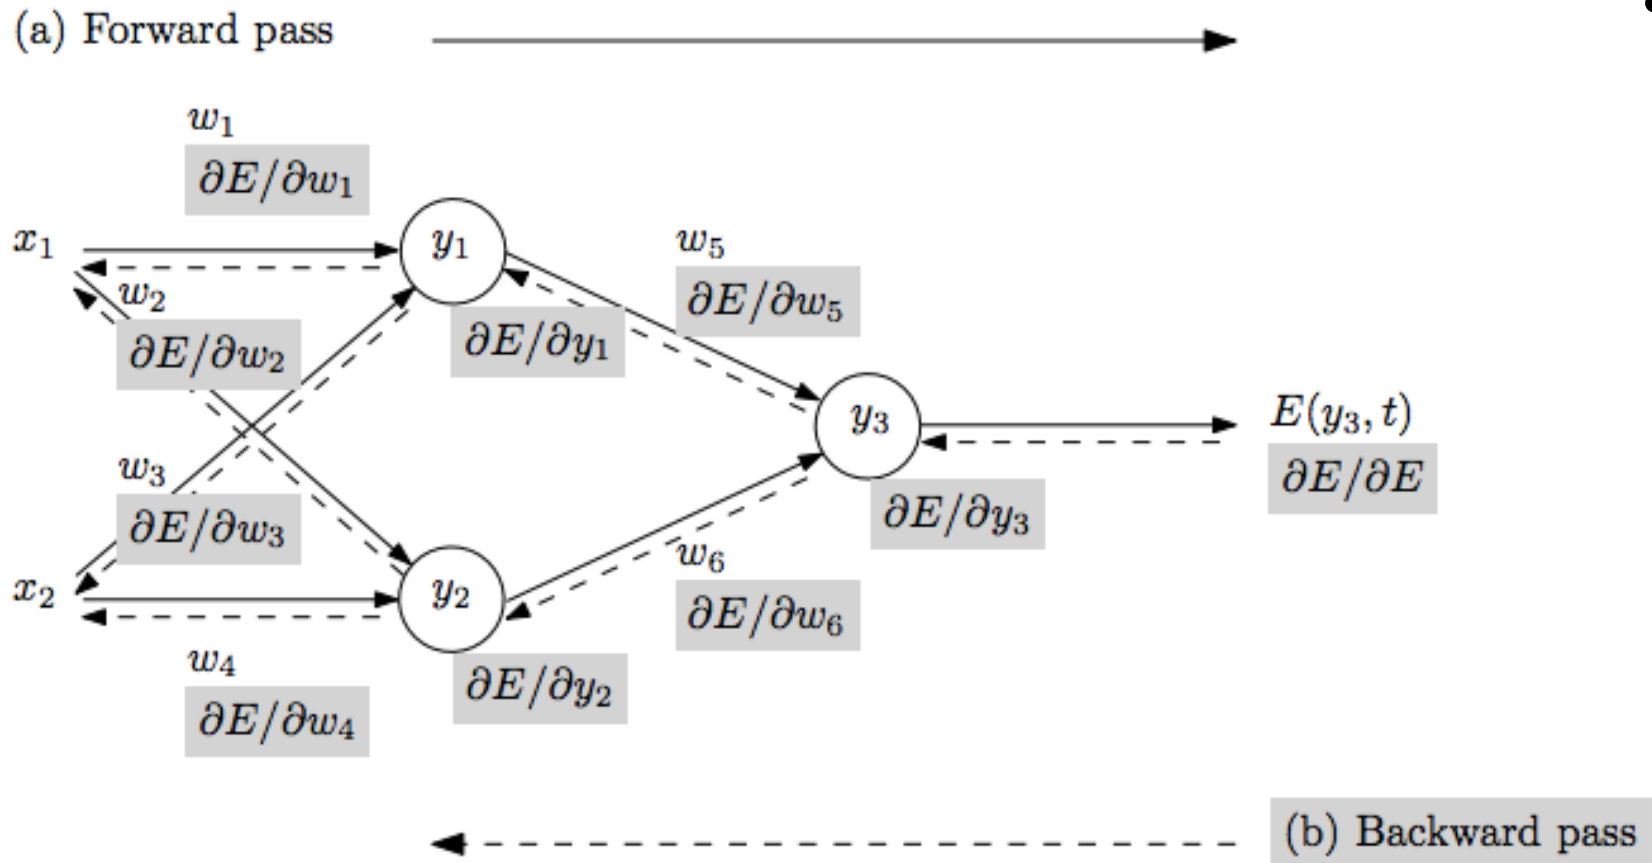 (a) Forward pass
w₁
∂E/∂w₁
x₁
y₁
w₅
∂E/∂w₅
w₂
∂E/∂w₂
∂E/∂y₁
y₃
E(y₃, t)
∂E/∂E
w₃
∂E/∂w₃
∂E/∂y₃
x₂
y₂
w₆
∂E/∂w₆
w₄
∂E/∂w₄
∂E/∂y₂
(b) Backward pass